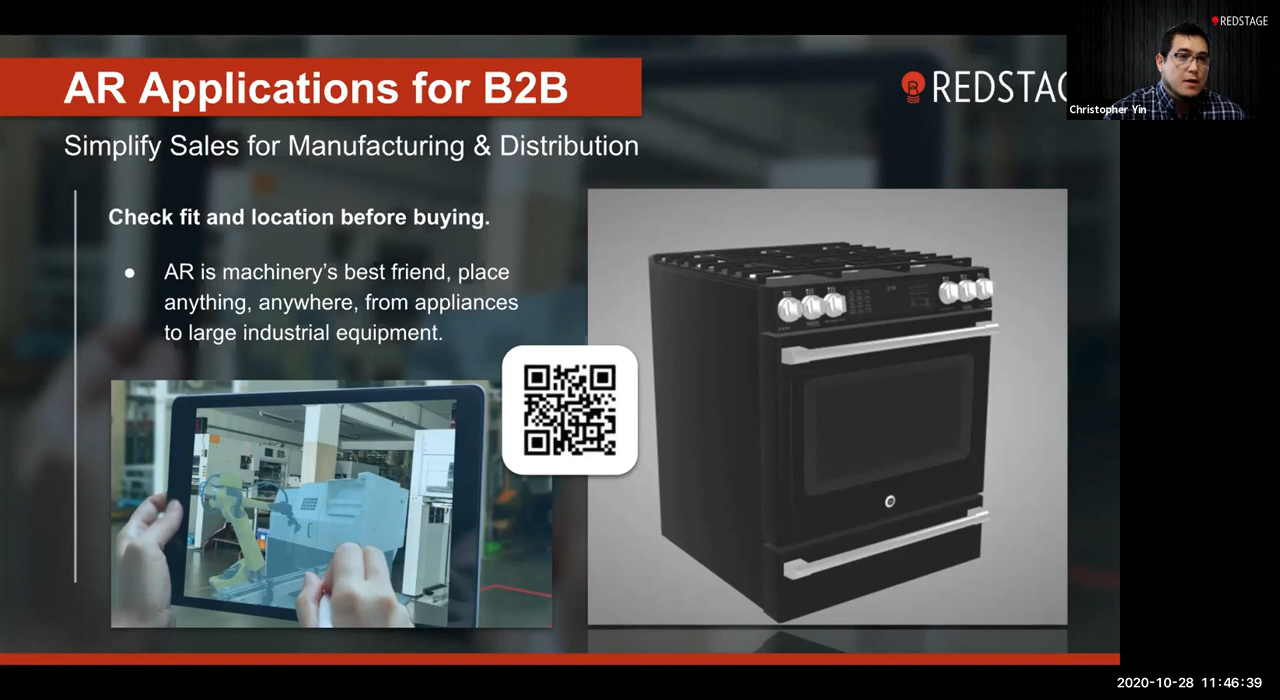 AR Applications for B2B
REDSTAG
REDSTAGE
Christopher Yin
Simplify Sales for Manufacturing & Distribution
Check fit and location before buying.
● AR is machinery's best friend, place
anything, anywhere, from appliances
to large industrial equipment.
2020-10-28 11:46:39